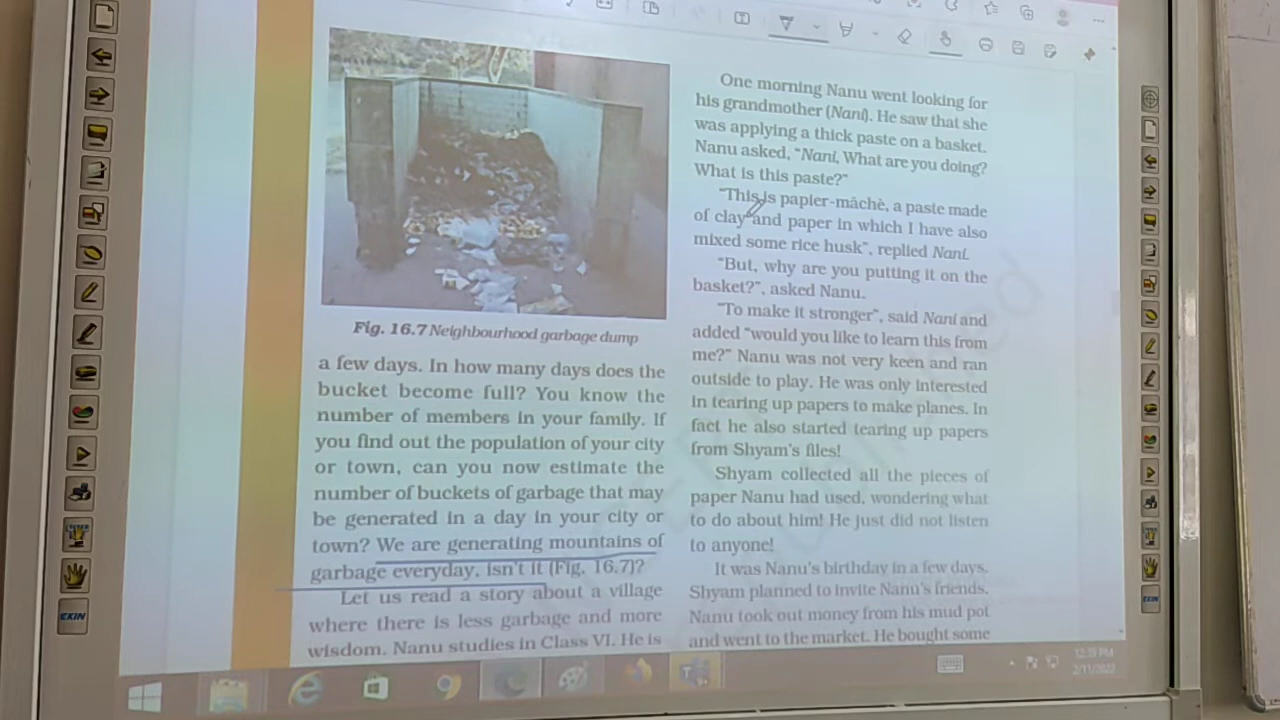 Fig. 16.7 Neighbourhood garbage dump
a few days. In how many days does the
bucket become full? You know the
number of members in your family. If
you find out the population of your city
or town, can you now estimate the
number of buckets of garbage that may
be generated in a day in your city or
town? We are generating mountains of
garbage everyday, isn't it (Fig. 16.7)?
Let us read a story about a village
where there is less garbage and more
wisdom. Nanu studies in Class VI. He is
One morning Nanu went looking for
his grandmother (Nani). He saw that she
was applying a thick paste on a basket.
Nanu asked, “Nani, What are you doing?
What is this paste?”
“This is papier-mâchè, a paste made
of clay and paper in which I have also
mixed some rice husk”, replied Nani.
“But, why are you putting it on the
basket?”, asked Nanu.
“To make it stronger”, said Nani and
added “would you like to learn this from
me?” Nanu was not very keen and ran
outside to play. He was only interested
in tearing up papers to make planes. In
fact he also started tearing up papers
from Shyam's files!
Shyam collected all the pieces of
paper Nanu had used, wondering what
to do about him! He just did not listen
to anyone!
It was Nanu's birthday in a few days.
Shyam planned to invite Nanu's friends.
Nanu took out money from his mud pot
and went to the market. He bought some
2/11/2022
EXIN
EXIN